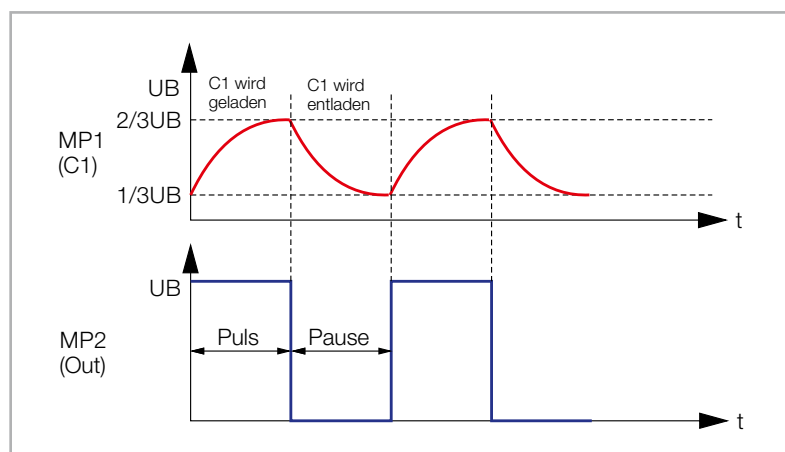 UB
C1 wird
geladen
C1 wird
entladen
2/3UB
MP1
(C1)
1/3UB
t
UB
Puls
Pause
MP2
(Out)
t